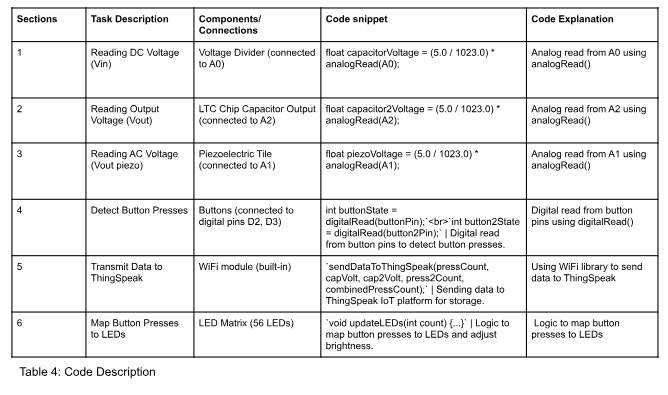 Sections Task Description Components/ Code snippet Code Explanation
Connections
1 Reading DC Voltage Voltage Divider (connected float capacitorVoltage = (5.0 / 1023.0) * Analog read from A0 using
(Vin) to A0) analogRead(A0); analogRead()
2 Reading Output LTC Chip Capacitor Output float capacitor2Voltage = (5.0 / 1023.0) * Analog read from A2 using
Voltage (Vout) (connected to A2) analogRead(A2); analogRead()
3 Reading AC Voltage Piezoelectric Tile float piezoVoltage = (5.0 / 1023.0) * Analog read from A1 using
(Vout piezo) (connected to A1) analogRead(A1); analogRead()
4 Detect Button Presses Buttons (connected to int buttonState = Digital read from button
digital pins D2, D3) digitalRead(buttonPin);`<br>`int button2State pins using digitalRead()
= digitalRead(button2Pin);` | Digital read
from button pins to detect button presses.
5 Transmit Data to WiFi module (built-in) `sendDataToThingSpeak(pressCount, Using WiFi library to send
ThingSpeak capVolt, cap2Volt, press2Count, data to ThingSpeak
combinedPressCount);` | Sending data to
ThingSpeak IoT platform for storage.
6 Map Button Presses LED Matrix (56 LEDs) `void updateLEDs(int count) {...}` | Logic to Logic to map button
to LEDs map button presses to LEDs and adjust presses to LEDs
brightness.
Table 4: Code Description